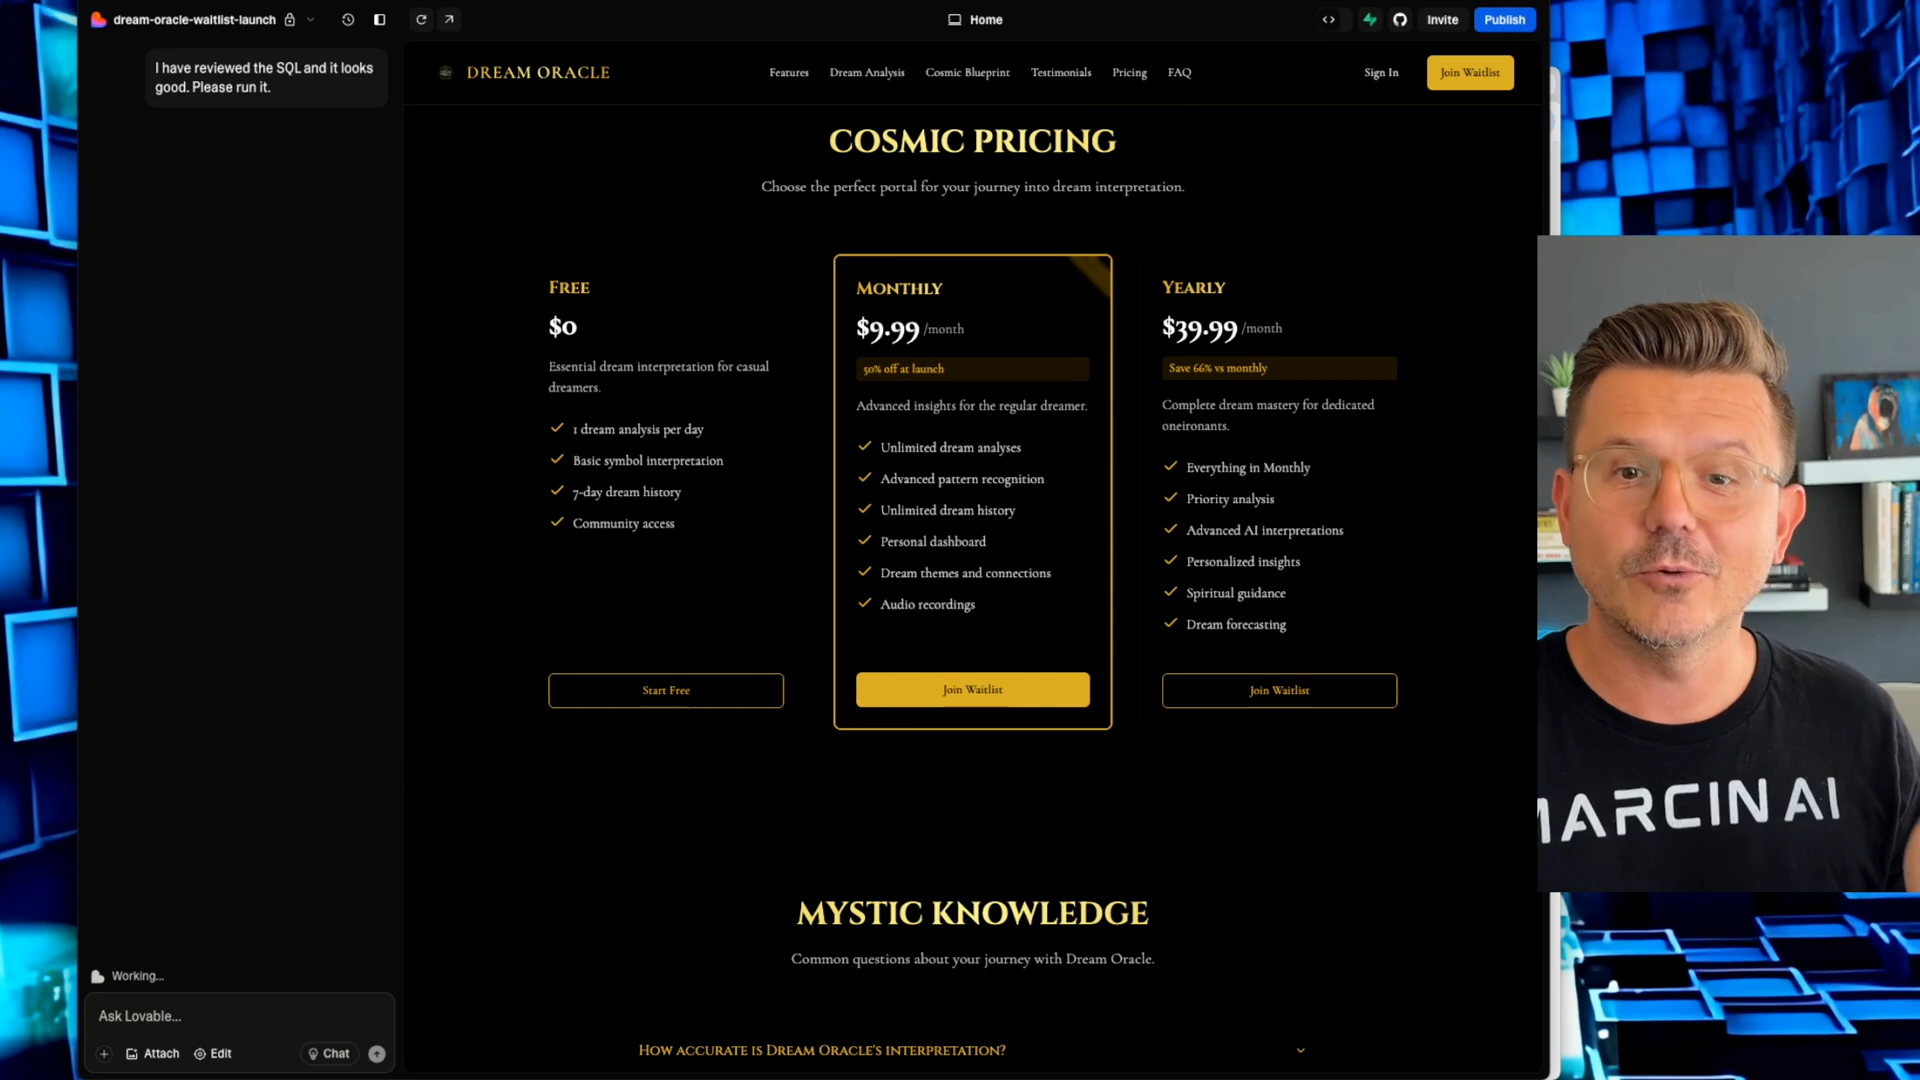 dream-oracle-waitlist-launch
Home
Invite
Publish
I have reviewed the SQL and it looks
good. Please run it.
DREAM ORACLE
Features
Dream Analysis
Cosmic Blueprint
Testimonials
Pricing
FAQ
Sign In
Join Waitlist
COSMIC PRICING
Choose the perfect portal for your journey into dream interpretation.
FREE
$0
Essential dream interpretation for casual
dreamers.
1 dream analysis per day
Basic symbol interpretation
7-day dream history
Community access
Start Free
MONTHLY
$9.99 /month
50% off at launch
Advanced insights for the regular dreamer.
Unlimited dream analyses
Advanced pattern recognition
Unlimited dream history
Personal dashboard
Dream themes and connections
Audio recordings
Join Waitlist
YEARLY
$39.99 /month
Save 66% vs monthly
Complete dream mastery for dedicated
oneironants.
Everything in Monthly
Priority analysis
Advanced AI interpretations
Personalized insights
Spiritual guidance
Dream forecasting
Join Waitlist
MYSTIC KNOWLEDGE
Common questions about your journey with Dream Oracle.
HOW ACCURATE IS DREAM ORACLE'S INTERPRETATION?
Working...
Ask Lovable...
Attach
Edit
Chat
MARCIN AI